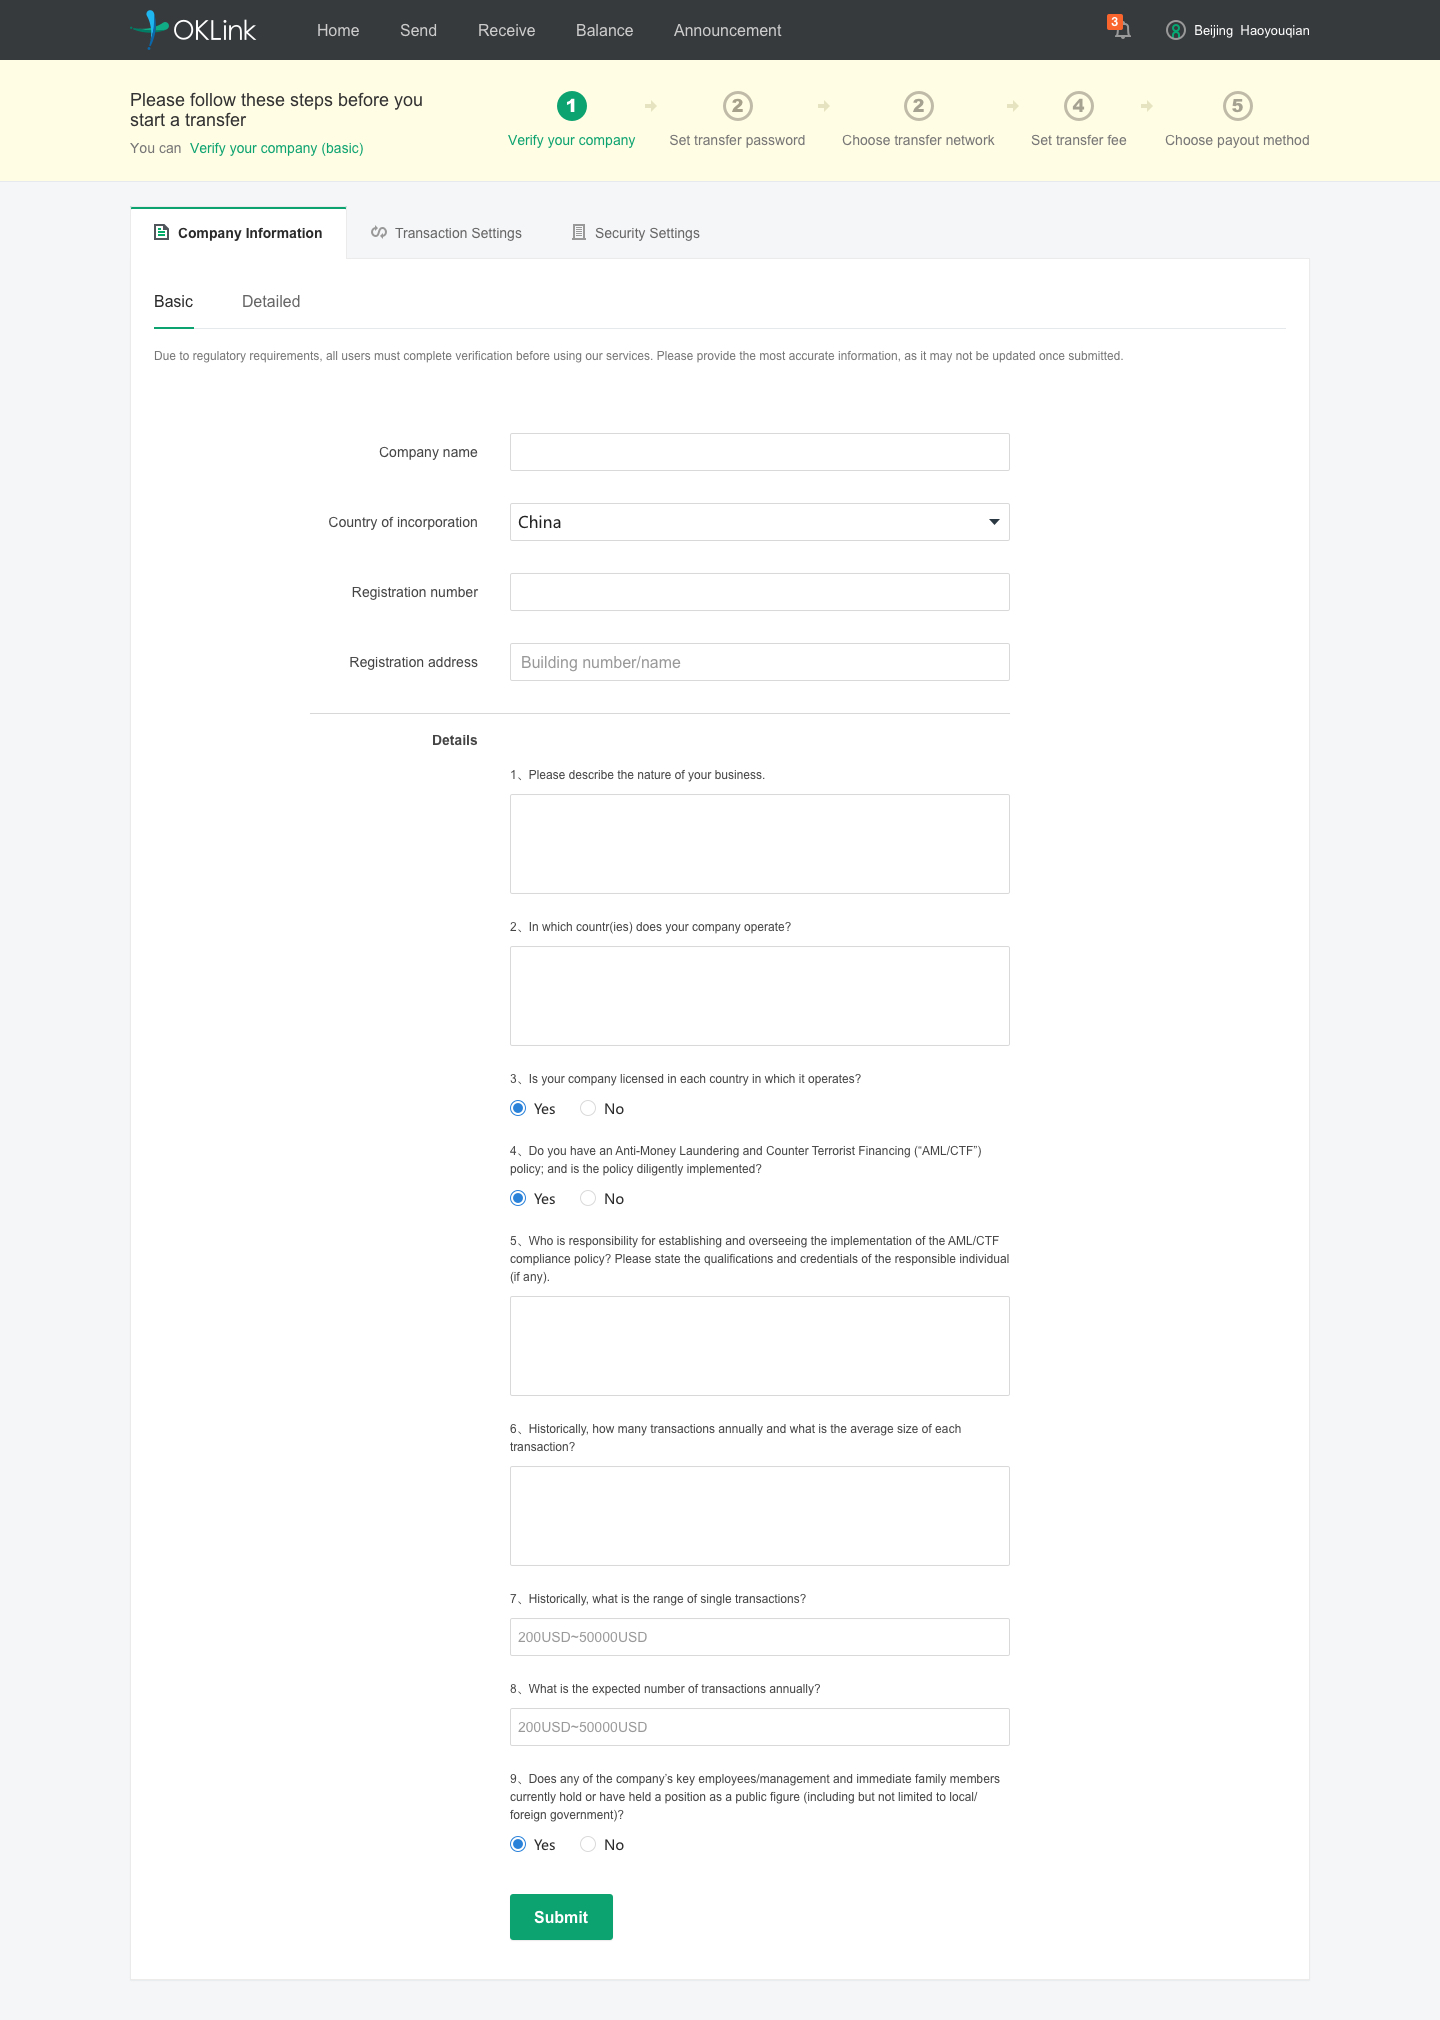 OKLink
Home Send Receive Balance Announcement
3
Beijing Haoyouqian
Please follow these steps before you
start a transfer
You can Verify your company (basic)
1 2 2 4 5
Verify your company Set transfer password Choose transfer network Set transfer fee Choose payout method
Company Information Transaction Settings Security Settings
Basic Detailed
Due to regulatory requirements, all users must complete verification before using our services. Please provide the most accurate information, as it may not be updated once submitted.
Company name
Country of incorporation China
Registration number
Registration address Building number/name
Details
1、Please describe the nature of your business.
2、In which countr(ies) does your company operate?
3、Is your company licensed in each country in which it operates?
Yes No
4、Do you have an Anti-Money Laundering and Counter Terrorist Financing (“AML/CTF”)
policy; and is the policy diligently implemented?
Yes No
5、Who is responsibility for establishing and overseeing the implementation of the AML/CTF
compliance policy? Please state the qualifications and credentials of the responsible individual
(if any).
6、Historically, how many transactions annually and what is the average size of each
transaction?
7、Historically, what is the range of single transactions?
200USD~50000USD
8、What is the expected number of transactions annually?
200USD~50000USD
9、Does any of the company’s key employees/management and immediate family members
currently hold or have held a position as a public figure (including but not limited to local/
foreign government)?
Yes No
Submit